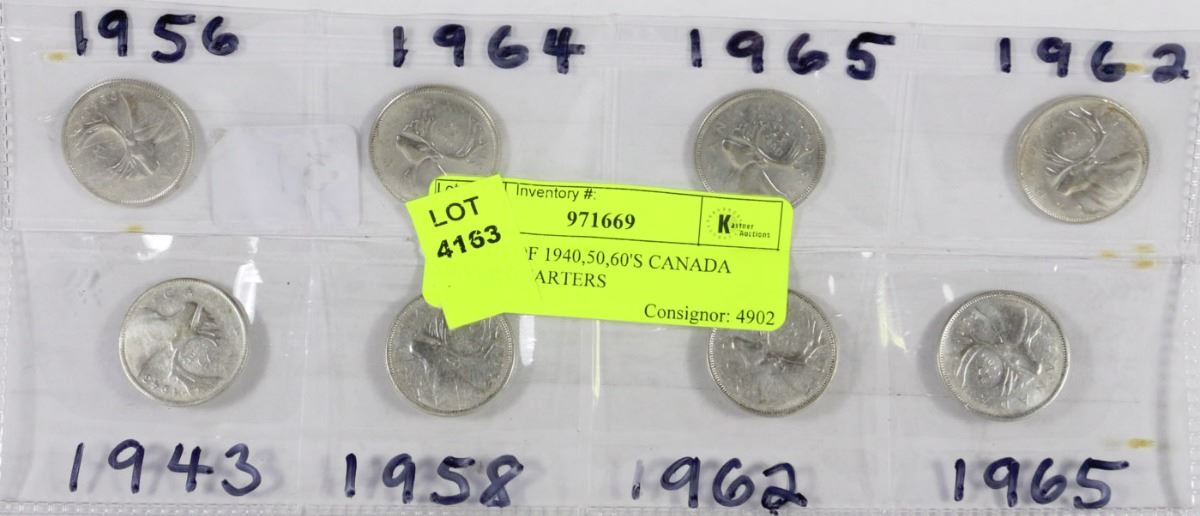 1956 1964 1965 1962
Inventory #:
LOT 971669 Kastner
4163 Auctions
OF 1940,50,60'S CANADA
ARTERS
Consignor: 4902
1943 1958 1962 1965